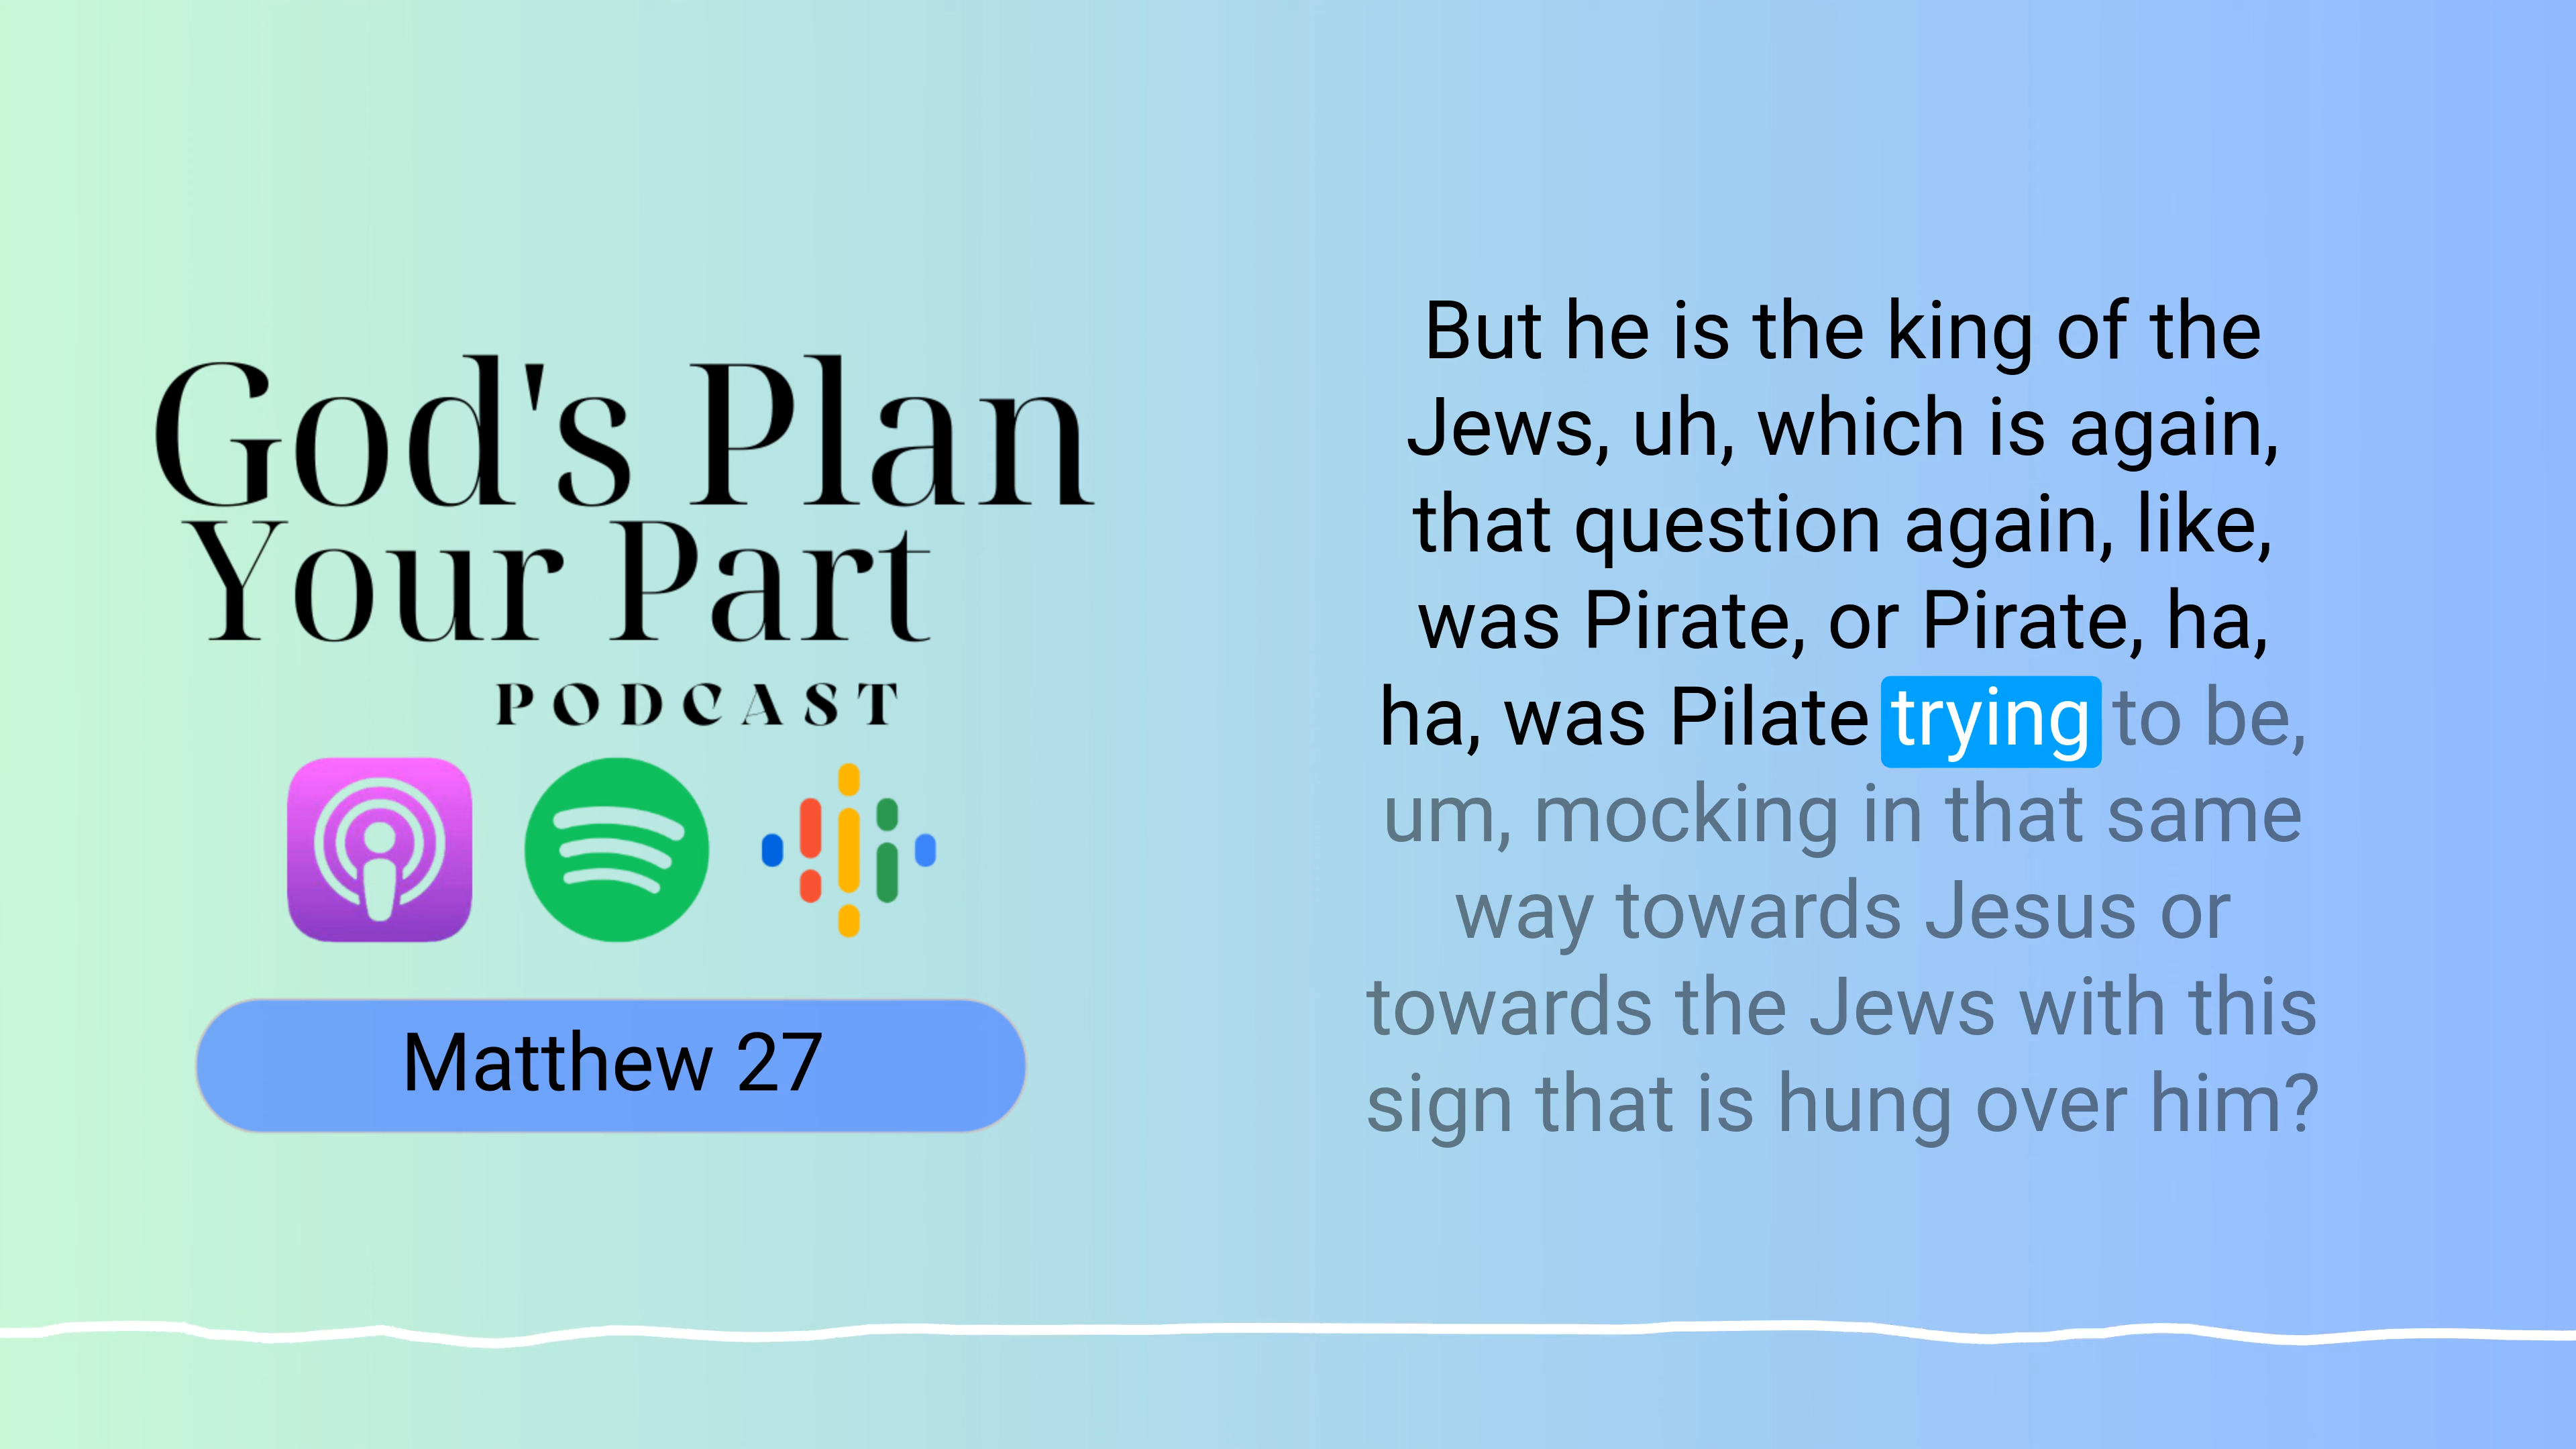 God's Plan
Your Part
PODCAST
Matthew 27
But he is the king of the
Jews, uh, which is again,
that question again, like,
was Pirate, or Pirate, ha,
ha, was Pilate trying to be,
um, mocking in that same
way towards Jesus or
towards the Jews with this
sign that is hung over him?